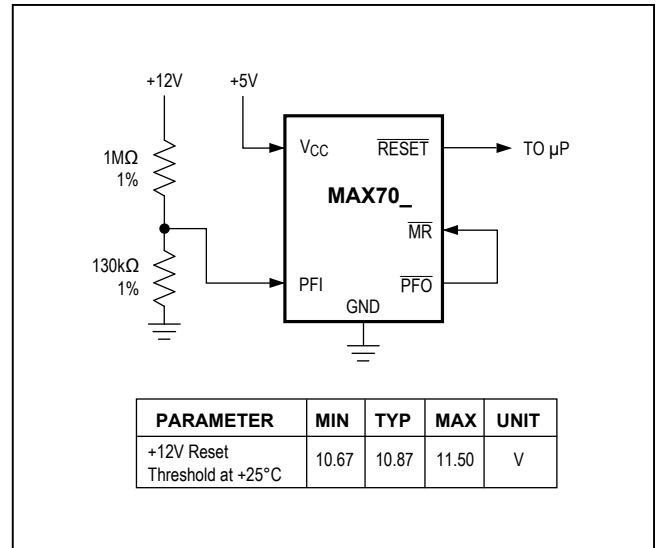 +12V +5V
1MΩ
1%
VCC RESET TO µP
MAX70_
MR
130kΩ
1%
PFI PFO
GND
PARAMETER MIN TYP MAX UNIT
+12V Reset
Threshold at +25°C 10.67 10.87 11.50 V